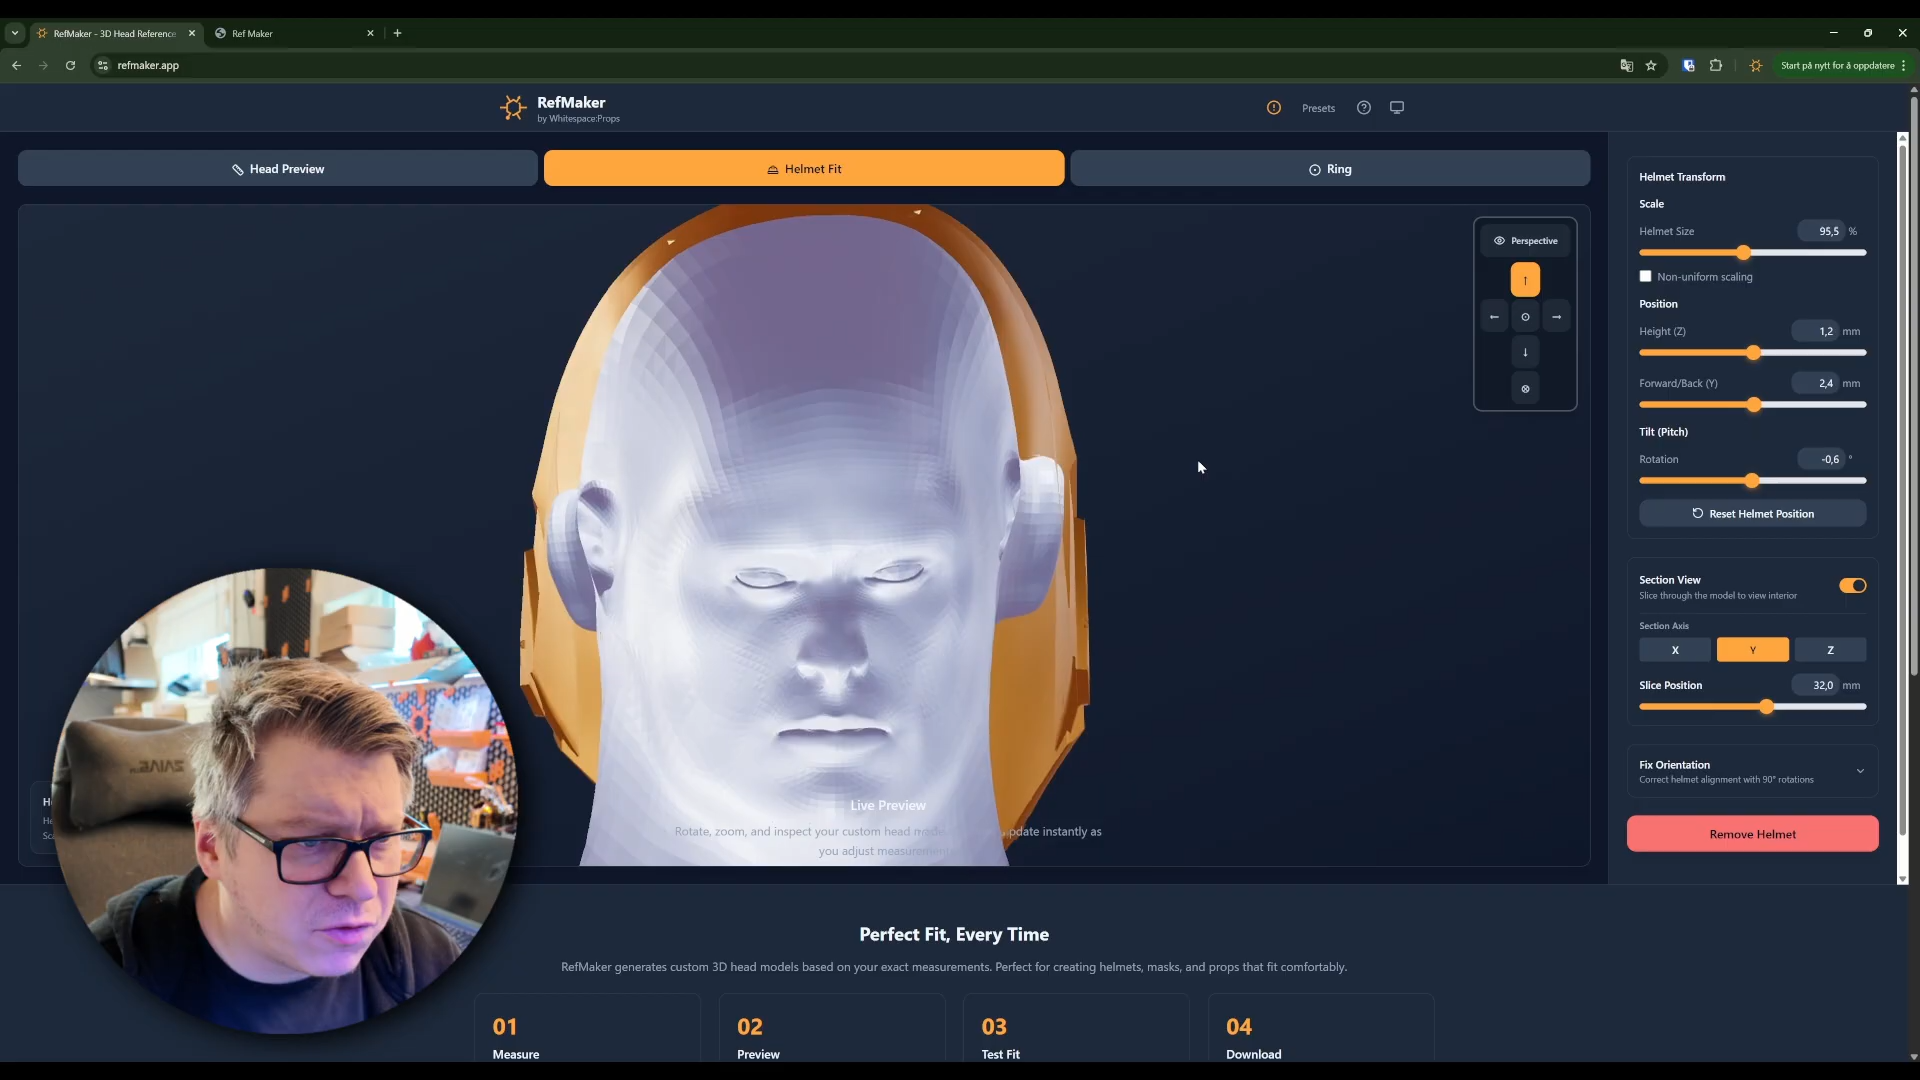 RefMaker - 3D Head Reference
Ref Maker
refmaker.app
Start på nytt for å oppdatere
RefMaker
by Whitespace:Props
Presets
Head Preview
Helmet Fit
Ring
Perspective
Helmet Transform
Scale
Helmet Size
95,5 %
Non-uniform scaling
Position
Height (Z)
1,2 mm
Forward/Back (Y)
2,4 mm
Tilt (Pitch)
Rotation
-0,6 °
Reset Helmet Position
Section View
Slice through the model to view interior
Section Axis
X
Y
Z
Slice Position
32,0 mm
Fix Orientation
Correct helmet alignment with 90° rotations
Remove Helmet
Live Preview
Rotate, zoom, and inspect your custom head instantly as
you adjust
Perfect Fit, Every Time
RefMaker generates custom 3D head models based on your exact measurements. Perfect for creating helmets, masks, and props that fit comfortably.
01
Measure
02
Preview
03
Test Fit
04
Download